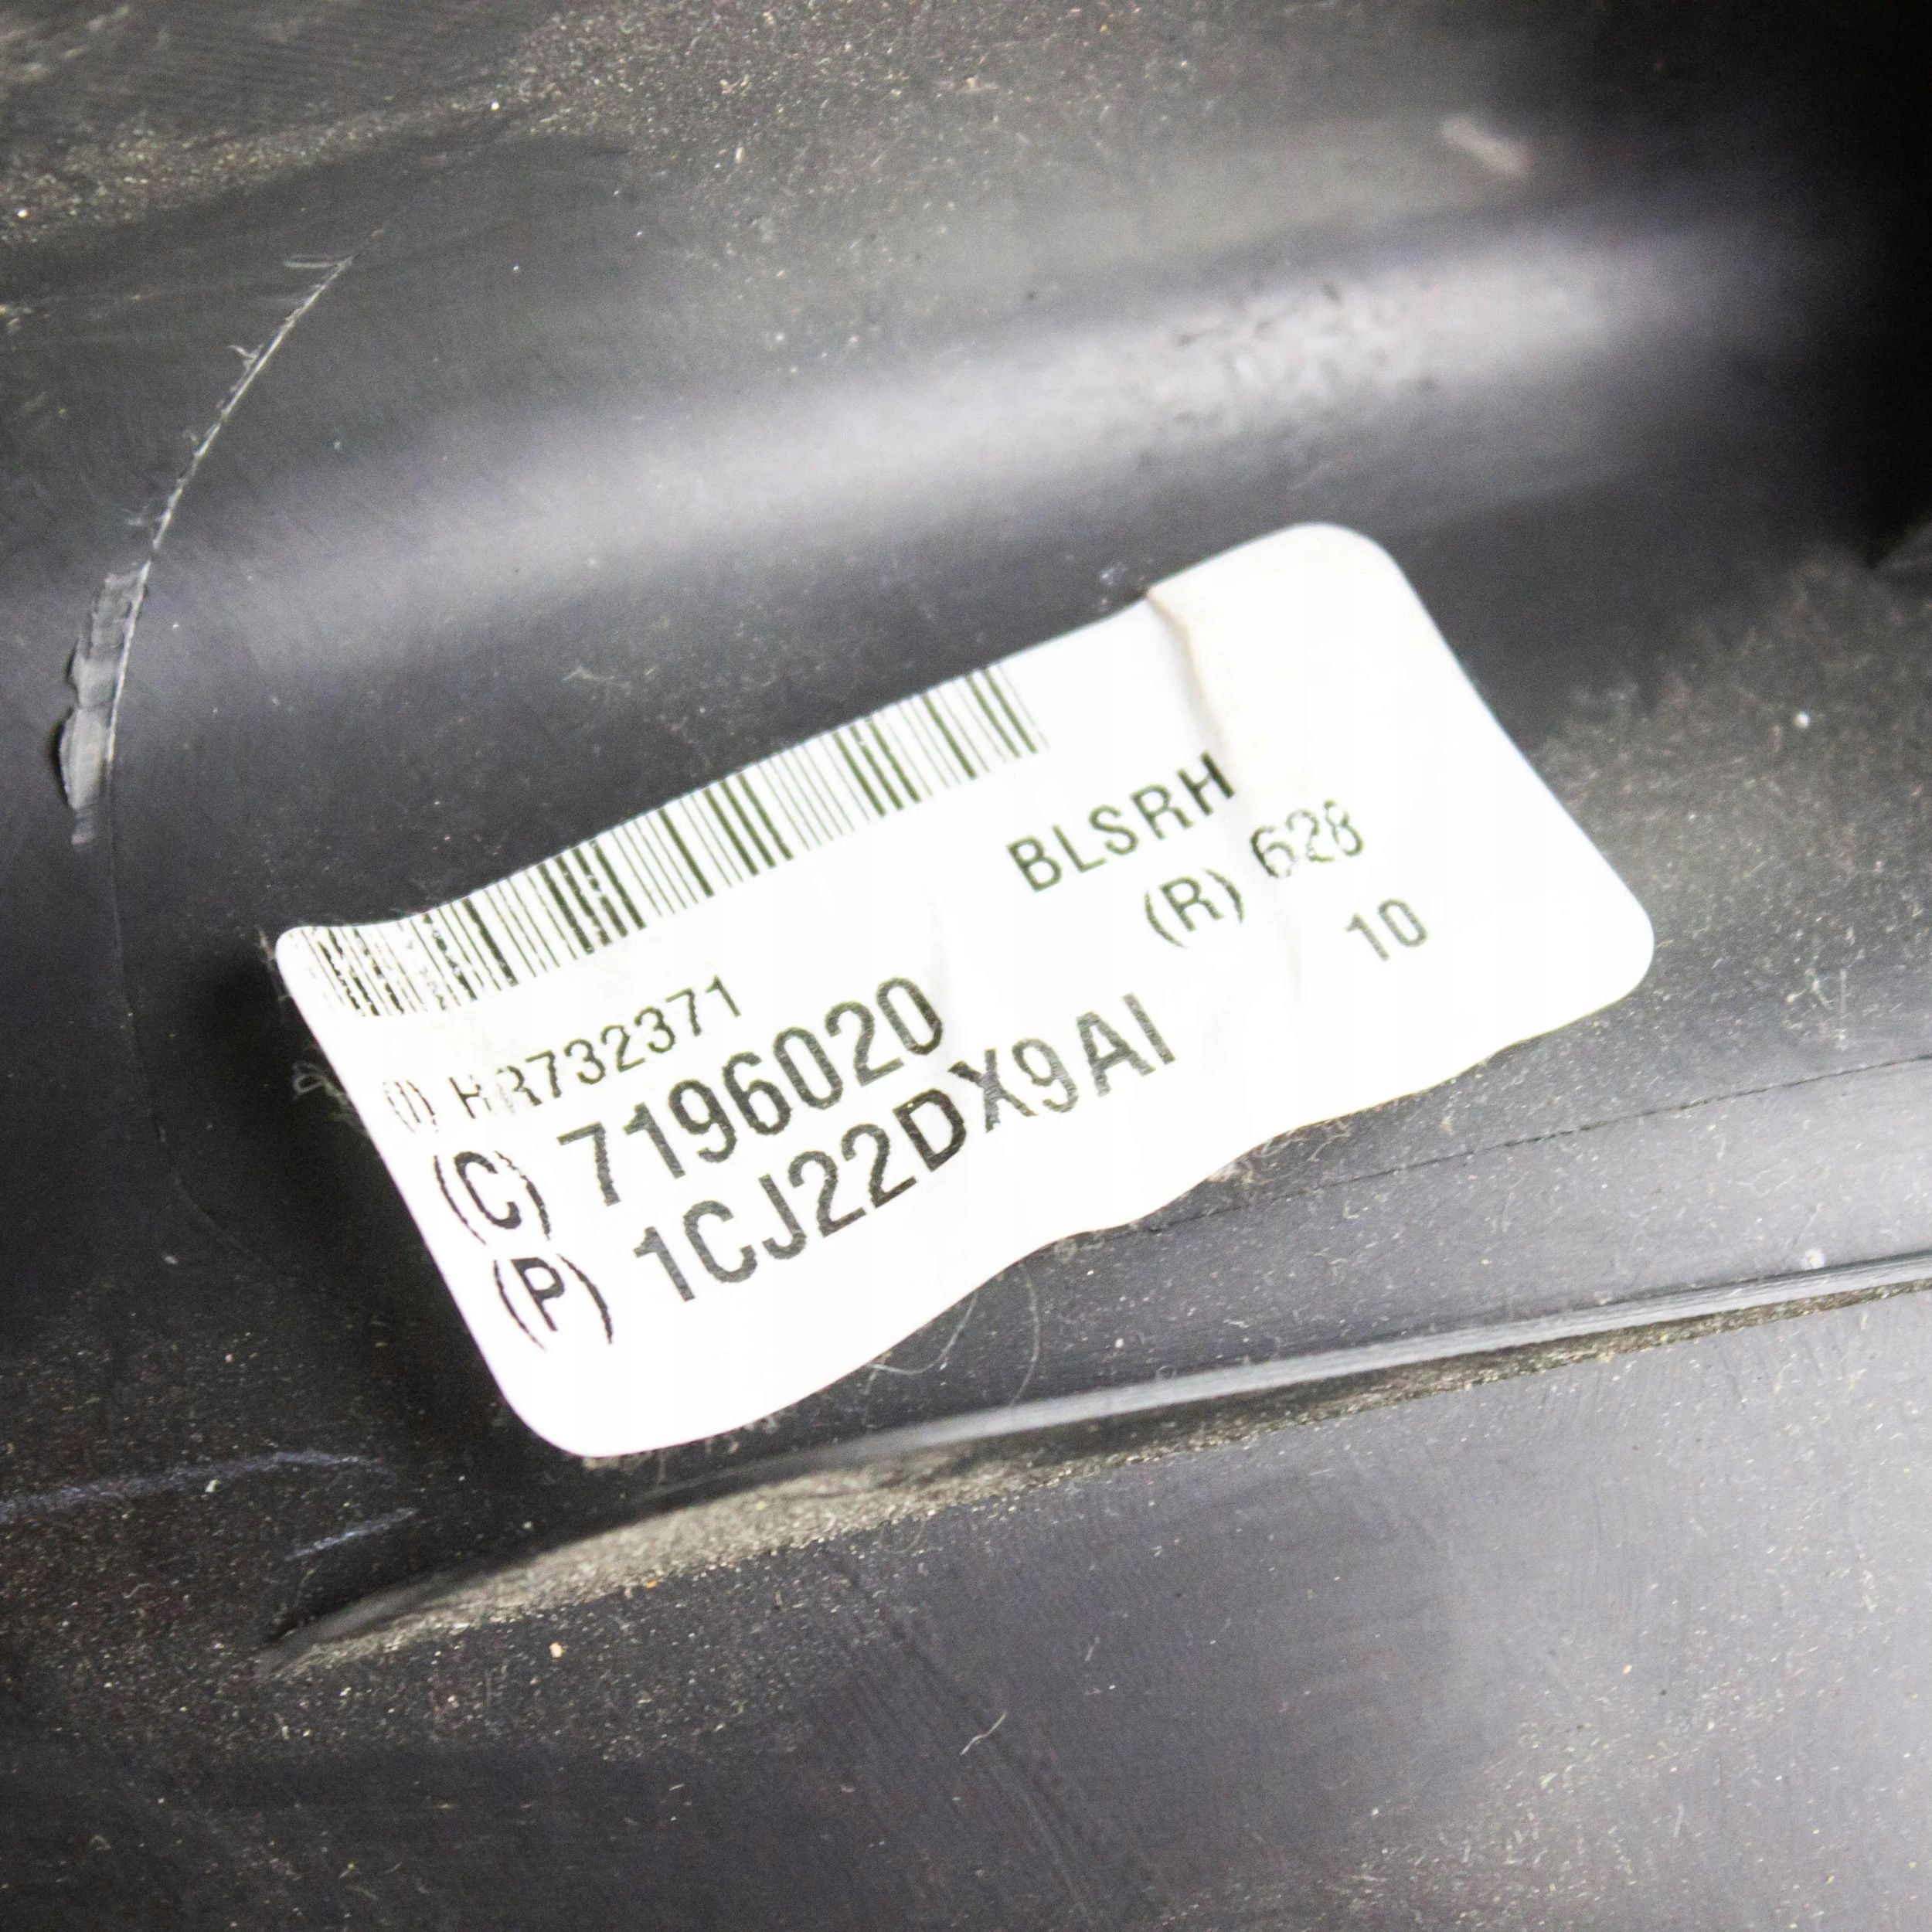 BLSRH
(R) 628
10
(I) HR732371
(C) 7196020
(P) 1CJ22DX9AI